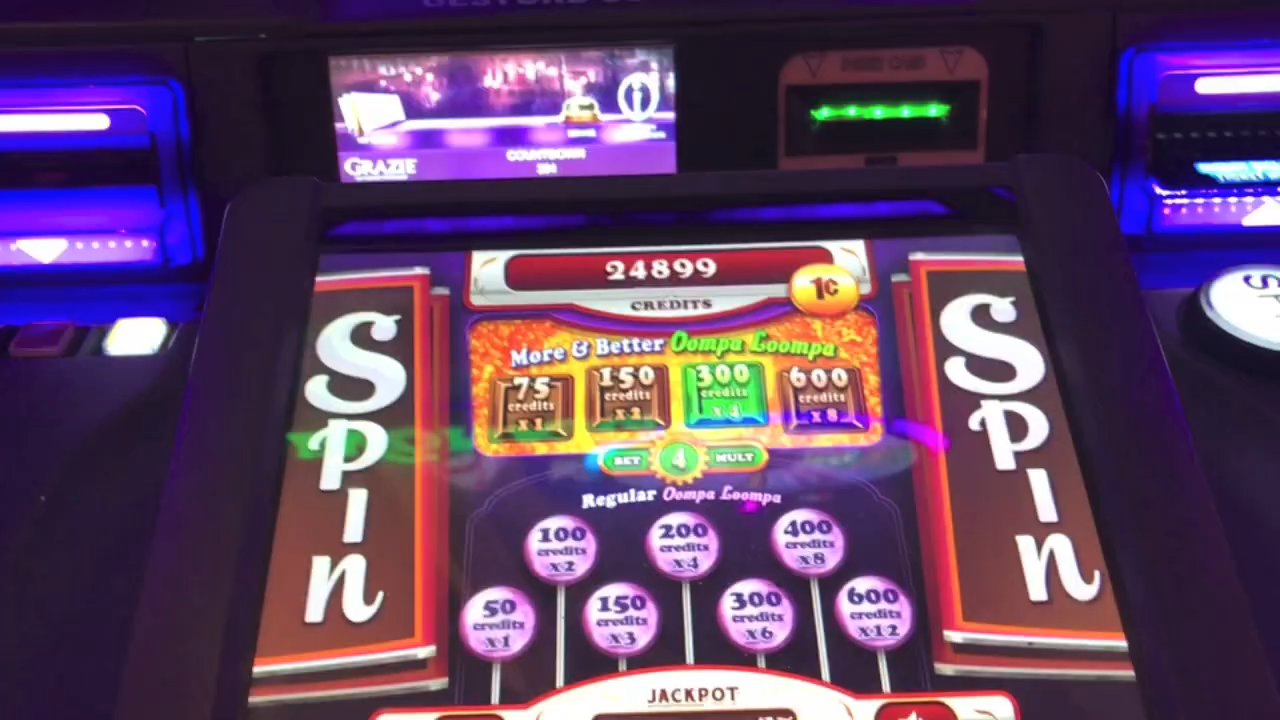 GRAZIE
COUNTDOWN
24899
CREDITS
1¢
More & Better Oompa Loompa
75 credits x1
150 credits x2
300 credits x4
600 credits x8
BET 4 MULT
Regular Oompa Loompa
100 credits x2
200 credits x4
400 credits x8
50 credits x1
150 credits x3
300 credits x6
600 credits x12
Spin
Spin
JACKPOT